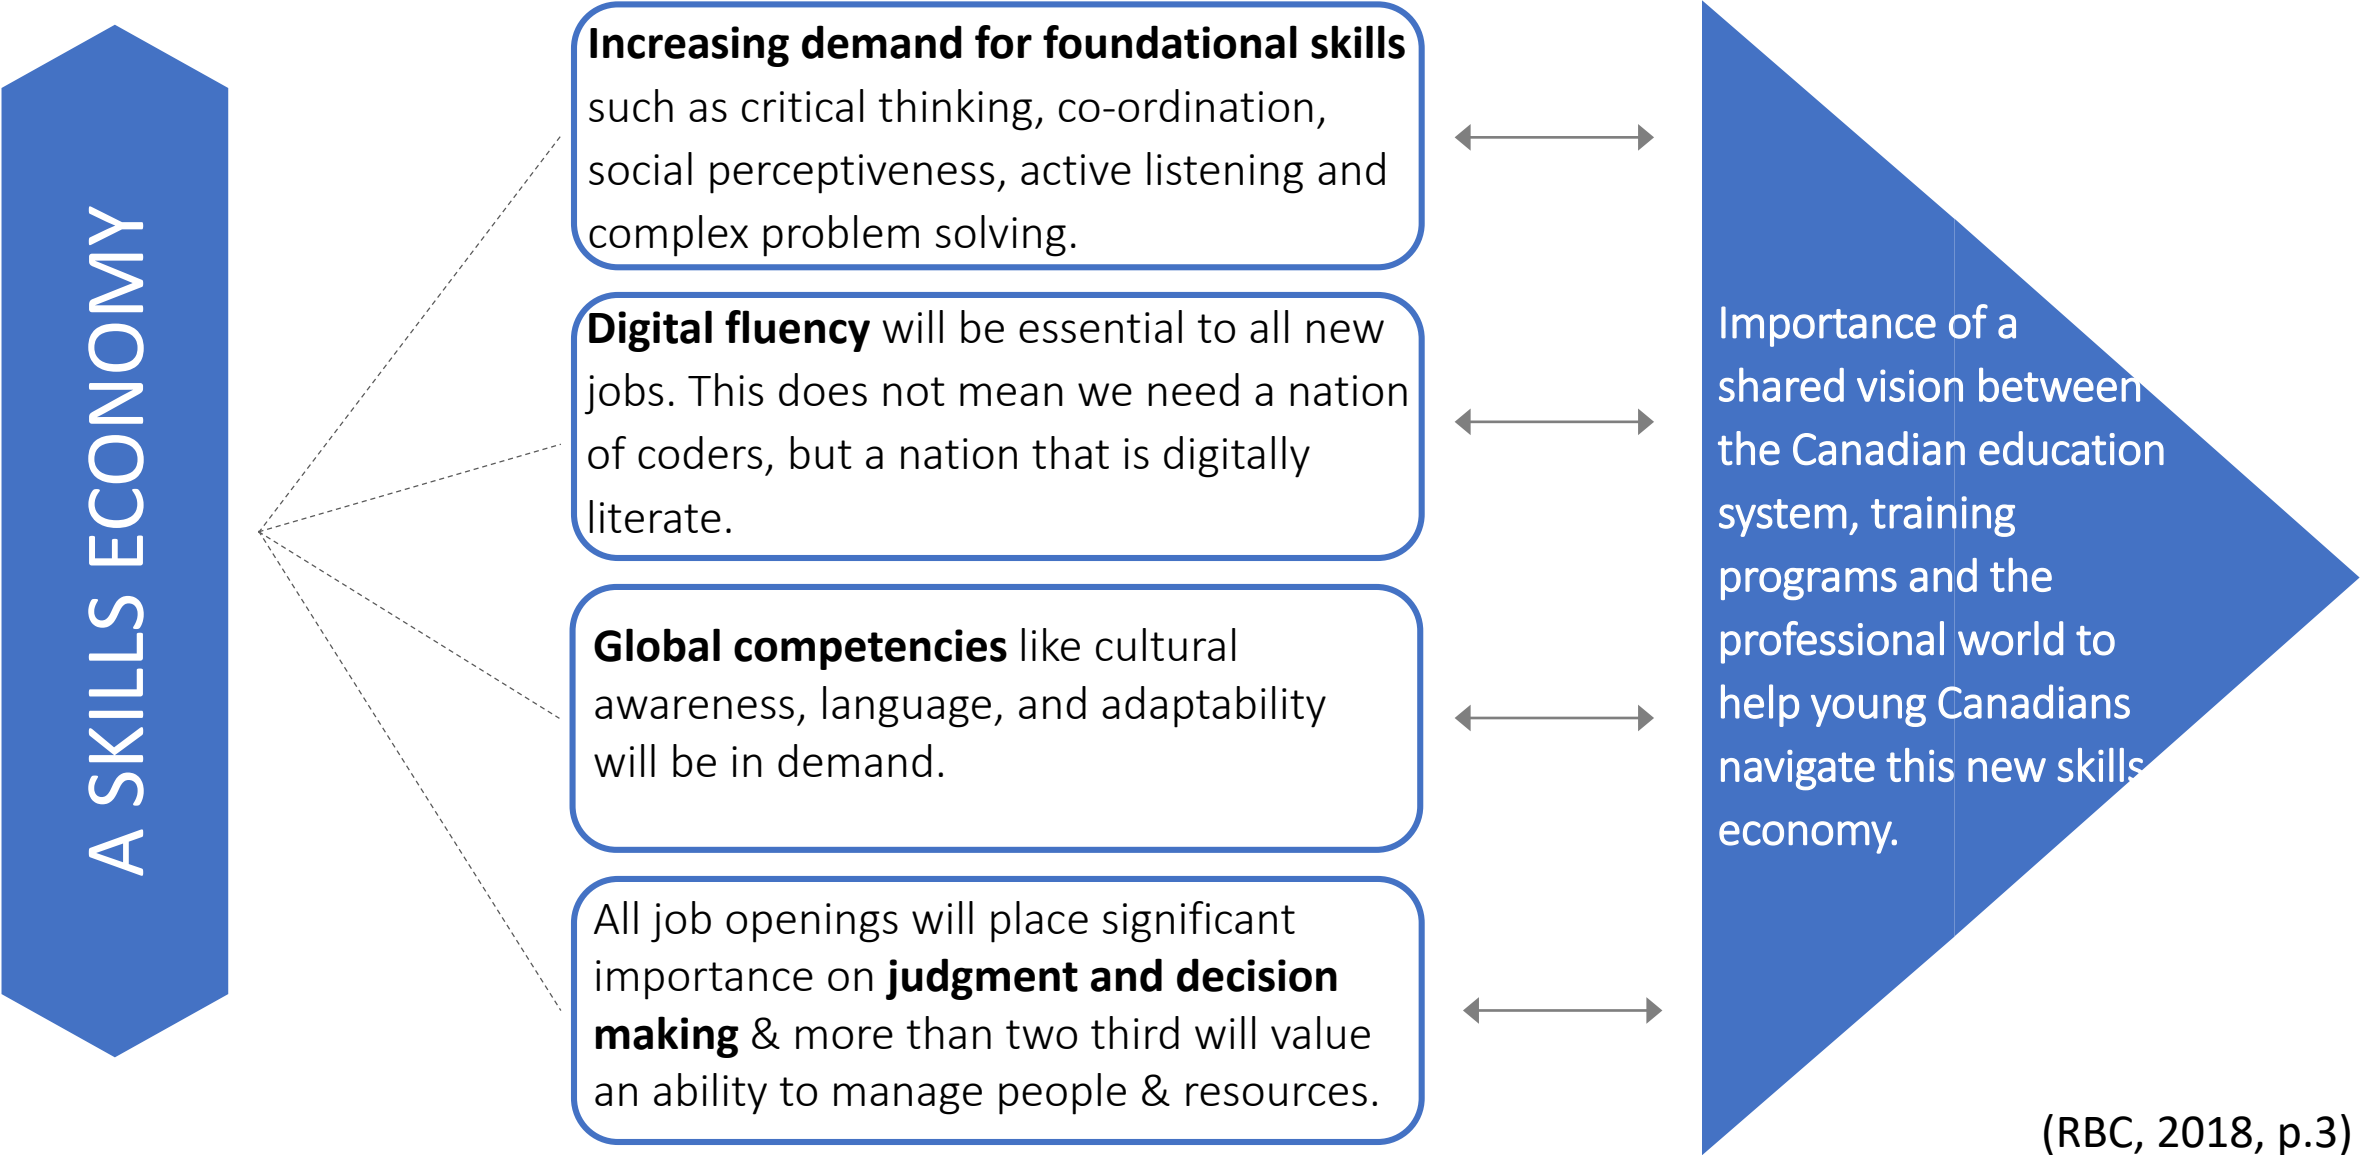 A SKILLS ECONOMY
Increasing demand for foundational skills
such as critical thinking, co-ordination,
social perceptiveness, active listening and
complex problem solving.
Digital fluency will be essential to all new
jobs. This does not mean we need a nation
of coders, but a nation that is digitally
literate.
Global competencies like cultural
awareness, language, and adaptability
will be in demand.
All job openings will place significant
importance on judgment and decision
making & more than two third will value
an ability to manage people & resources.
Importance of a
shared vision between
the Canadian education
system, training
programs and the
professional world to
help young Canadians
navigate this new skills
economy.
(RBC, 2018, p.3)